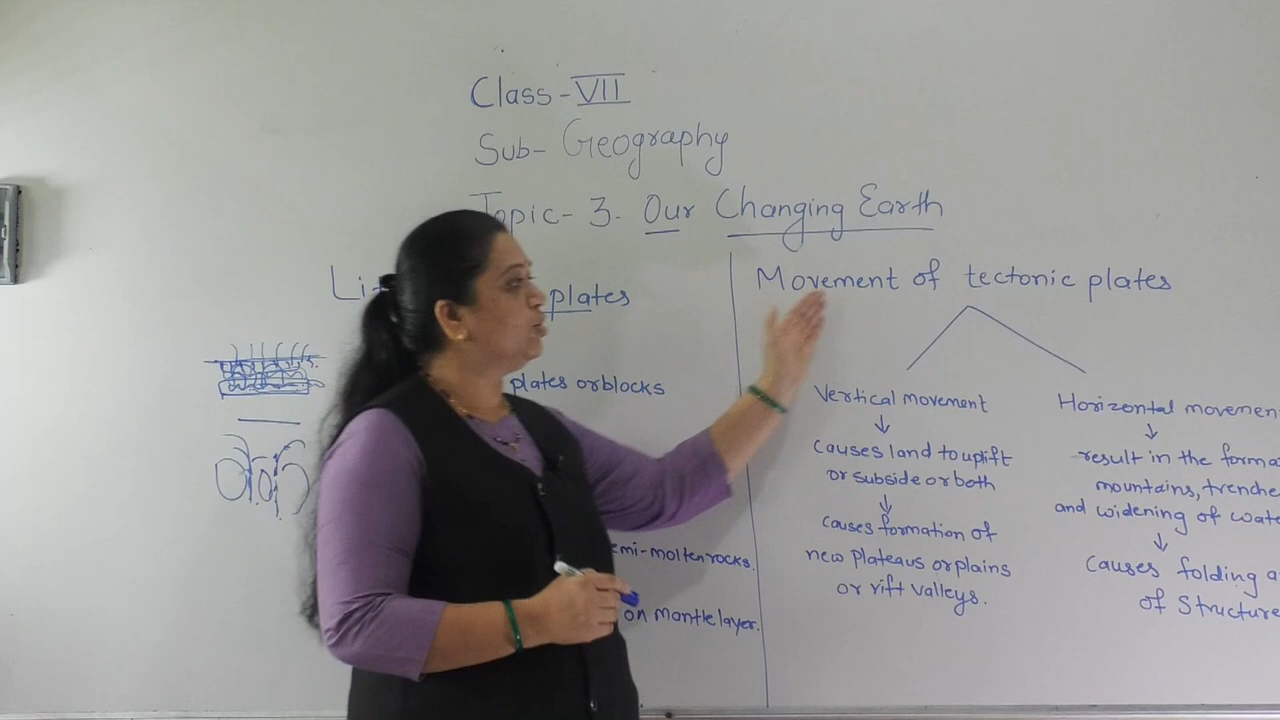 Class-VII
Sub- Geography
Topic- 3. Our Changing Earth
plates
plates or blocks
emi-molten rocks.
on Mantle layer.
Movement of tectonic plates
Vertical movement
causes land to uplift
or subside or both
causes formation of
new plateaus or plains
or rift valleys.
Horizontal movemen
result in the forma
mountains, trenche
and widening of wate
causes folding a
of Structure